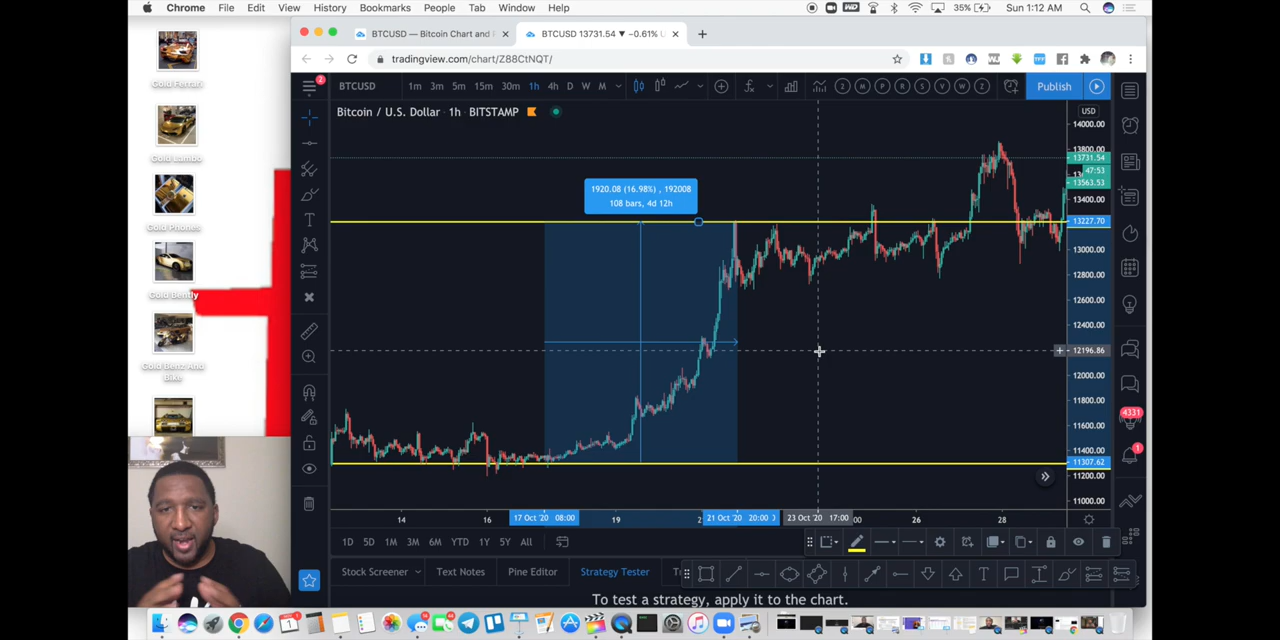 Chrome File Edit View History Bookmarks People Tab Window Help 35% Sun 1:12 AM
BTCUSD — Bitcoin Chart and
BTCUSD 13731.54 ▼ −0.61%
tradingview.com/chart/Z88CtNQT/
BTCUSD 1m 3m 5m 15m 30m 1h 4h D W M Publish
Bitcoin / U.S. Dollar · 1h · BITSTAMP
USD
14000.00
13800.00
13731.54
47:53
13563.53
13400.00
13227.70
13000.00
12800.00
12600.00
12400.00
12196.86
12000.00
11800.00
11600.00
11400.00
11307.62
11200.00
11000.00
1920.08 (16.98%) , 192008
108 bars, 4d 12h
14 16 17 Oct '20 08:00 19 21 Oct '20 20:00 23 Oct '20 17:00 26 28
1D 5D 1M 3M 6M YTD 1Y 5Y All
Stock Screener Text Notes Pine Editor Strategy Tester
To test a strategy, apply it to the chart.
2
4331
1
Gold Ferrari
Gold Lambo
Gold Phones
Gold Bently
Gold Benz And
Bike